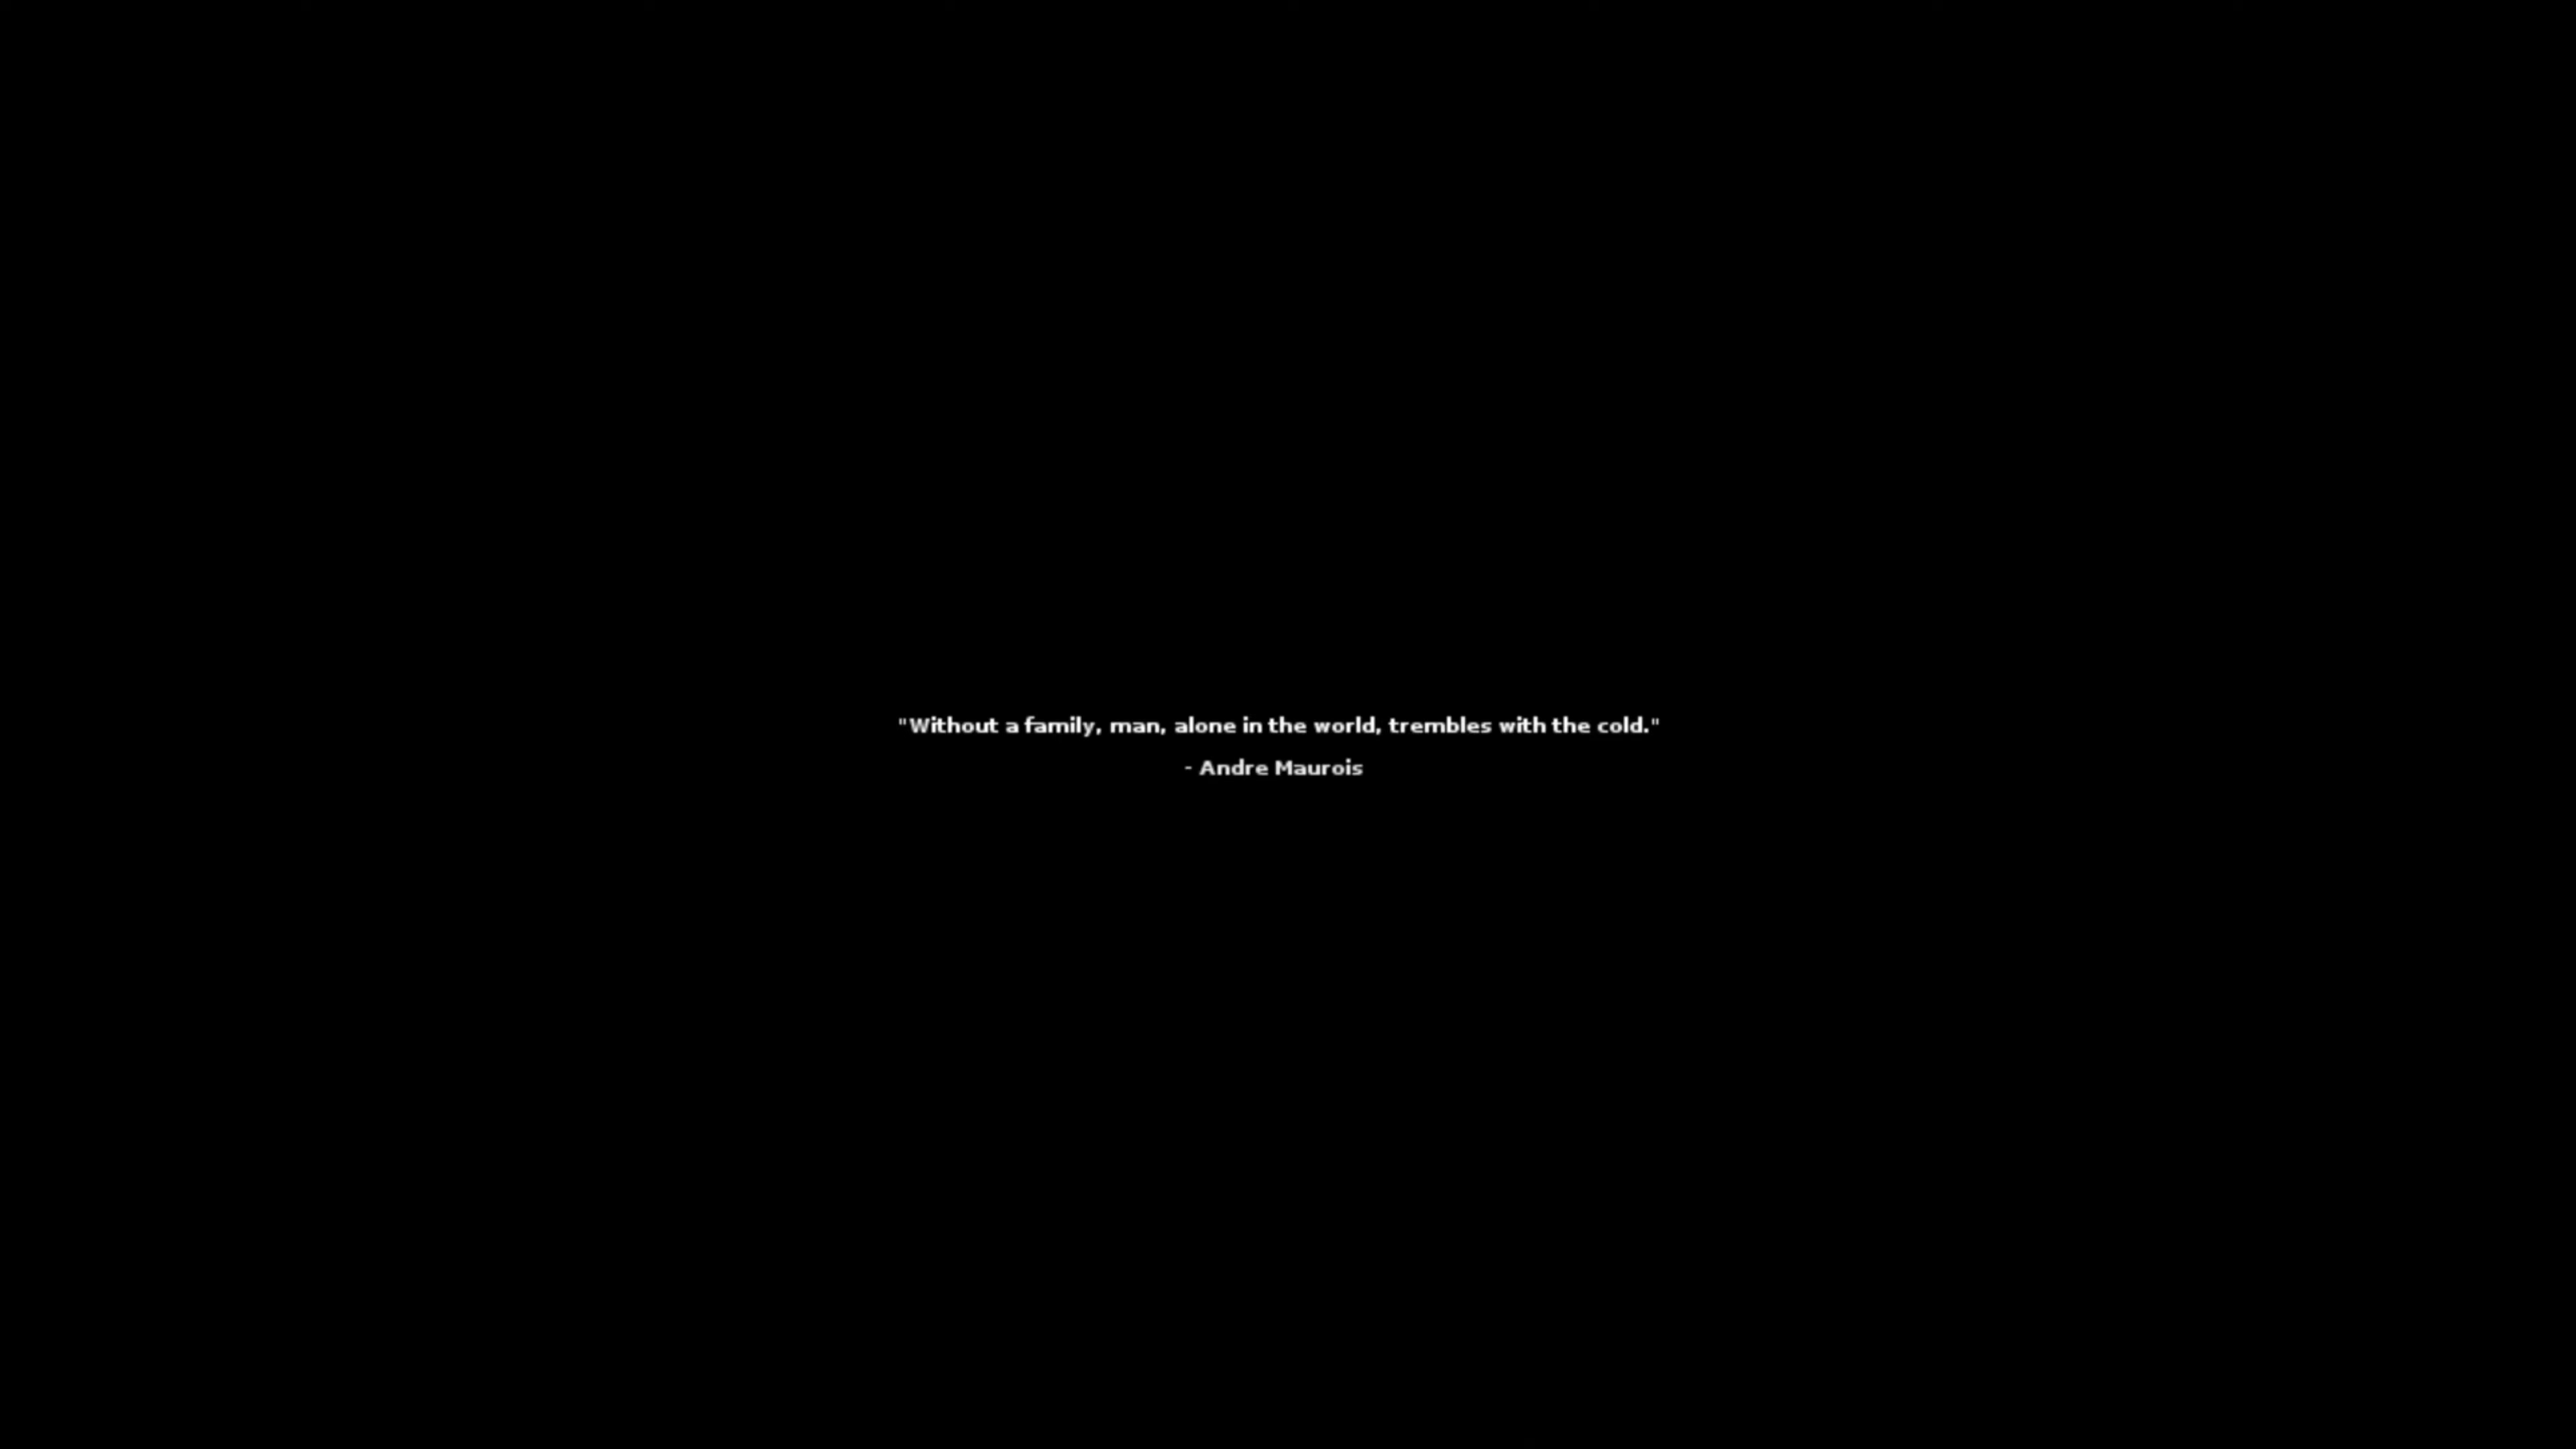 "Without a family, man, alone in the world, trembles with the cold."
- Andre Maurois